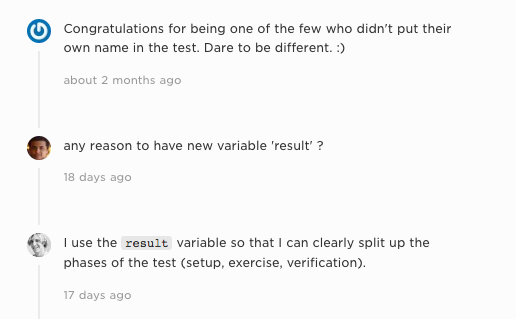 Congratulations for being one of the few who didn't put their
own name in the test. Dare to be different. :)
about 2 months ago
any reason to have new variable 'result' ?
18 days ago
I use the result variable so that I can clearly split up the
phases of the test (setup, exercise, verification).
17 days ago